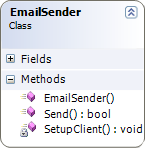 EmailSender
Class
Fields
Methods
EmailSender()
Send() : bool
SetupClient() : void